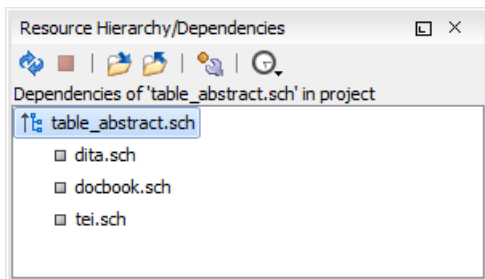 Resource Hierarchy/Dependencies
Dependencies of 'table_abstract.sch' in project
table_abstract.sch
dita.sch
docbook.sch
tei.sch